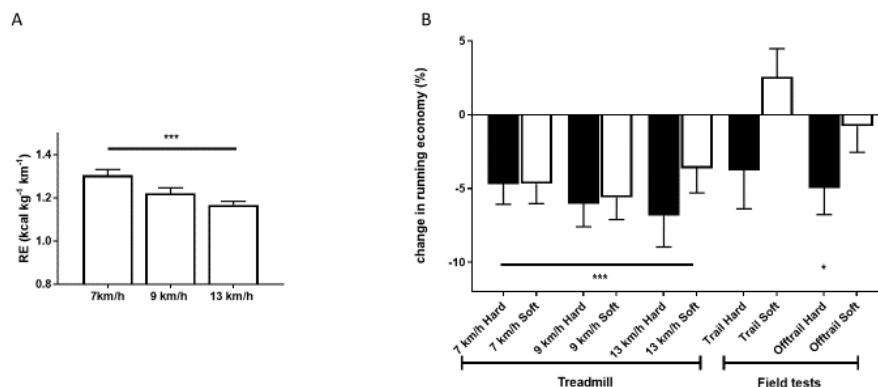 A
RE (kcal kg⁻¹ km⁻¹)
1.4
1.2
1.0
0.8
***
7km/h 9 km/h 13 km/h
B
change in running economy (%)
5
0
-5
-10
***
*
7 km/h Hard
7 km/h Soft
9 km/h Hard
9 km/h Soft
13 km/h Hard
13 km/h Soft
Trail Hard
Trail Soft
Offtrail Hard
Offtrail Soft
Treadmill Field tests